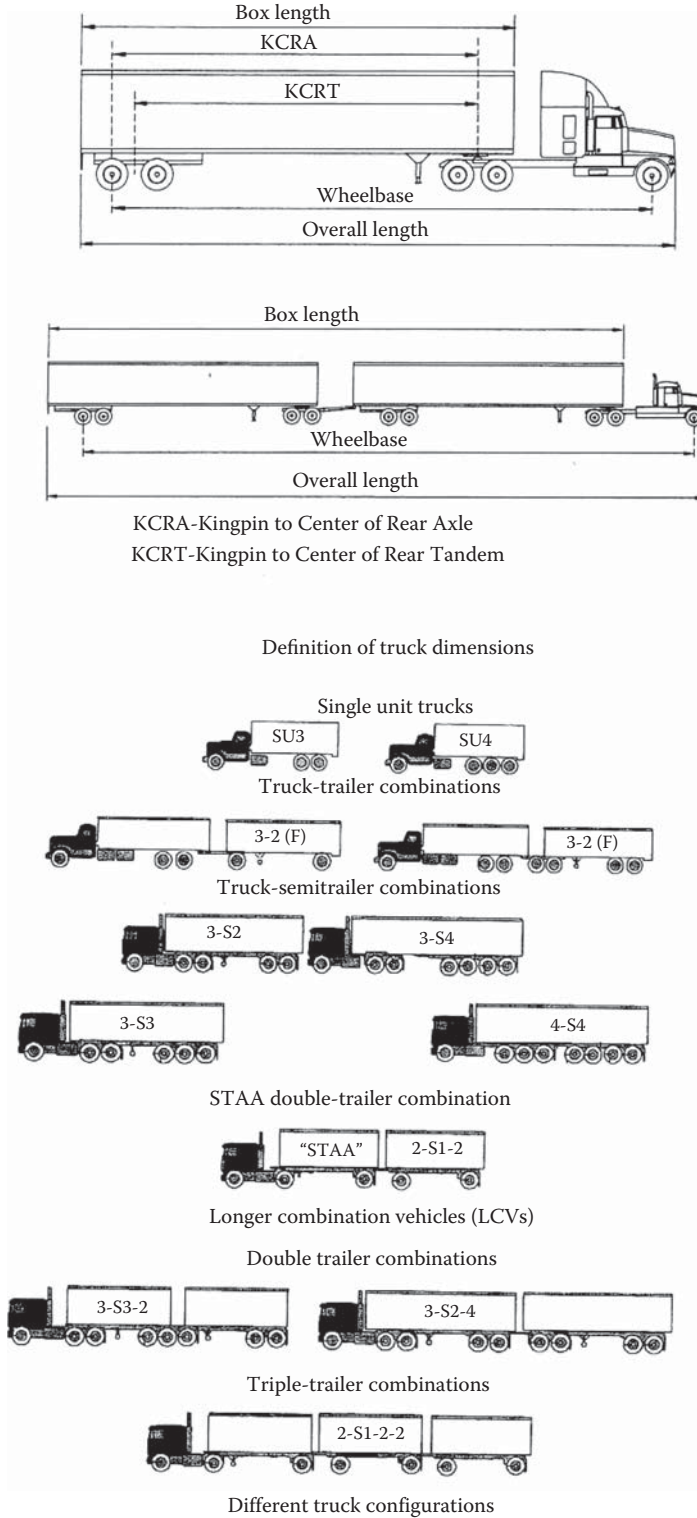 Box length
KCRA
KCRT
Wheelbase
Overall length
Box length
Wheelbase
Overall length
KCRA-Kingpin to Center of Rear Axle
KCRT-Kingpin to Center of Rear Tandem
Definition of truck dimensions
Single unit trucks
SU3 SU4
Truck-trailer combinations
3-2 (F) 3-2 (F)
Truck-semitrailer combinations
3-S2 3-S4
3-S3 4-S4
STAA double-trailer combination
“STAA” 2-S1-2
Longer combination vehicles (LCVs)
Double trailer combinations
3-S3-2 3-S2-4
Triple-trailer combinations
2-S1-2-2
Different truck configurations